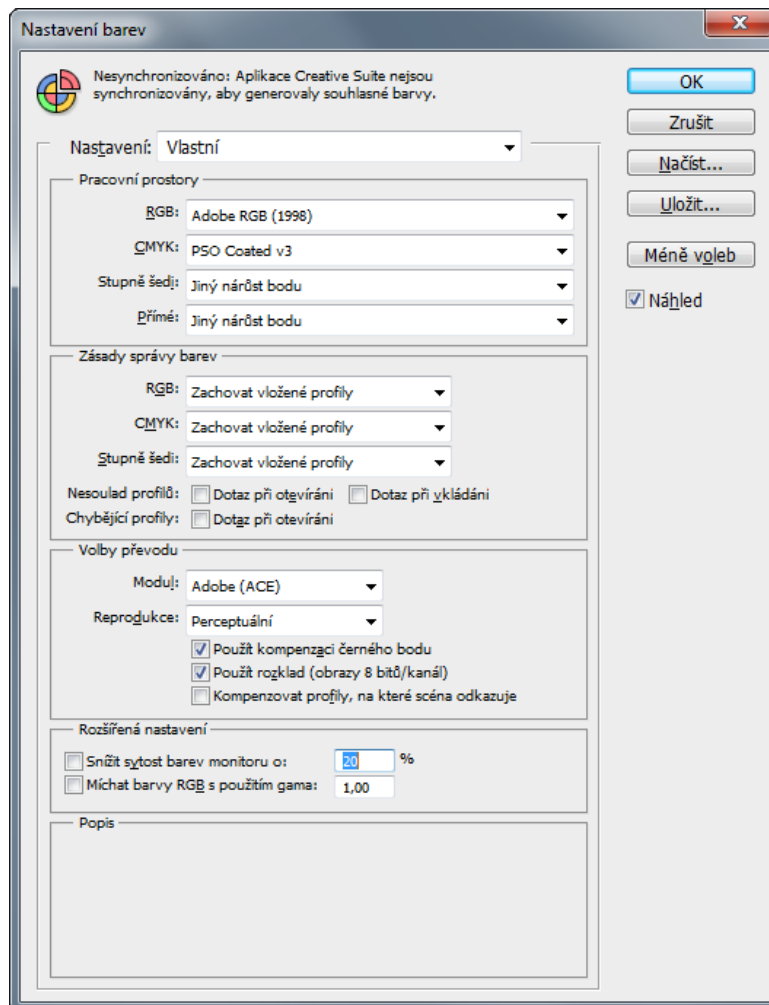 Nastavení barev
Nesynchronizováno: Aplikace Creative Suite nejsou
synchronizovány, aby generovaly souhlasné barvy.
OK
Zrušit
Nastavení: Vlastní
Načíst...
Pracovní prostory
Uložit...
RGB: Adobe RGB (1998)
CMYK: PSO Coated v3
Méně voleb
Stupně šedi: Jiný nárůst bodu
Náhled
Přímé: Jiný nárůst bodu
Zásady správy barev
RGB: Zachovat vložené profily
CMYK: Zachovat vložené profily
Stupně šedi: Zachovat vložené profily
Nesoulad profilů: Dotaz při otevíráni Dotaz při vkládáni
Chybějící profily: Dotaz při otevíráni
Volby převodu
Modul: Adobe (ACE)
Reprodukce: Perceptuální
Použít kompenzaci černého bodu
Použít rozklad (obrazy 8 bitů/kanál)
Kompenzovat profily, na které scéna odkazuje
Rozšířená nastavení
Snížit sytost barev monitoru o: 20 %
Míchat barvy RGB s použitím gama: 1,00
Popis